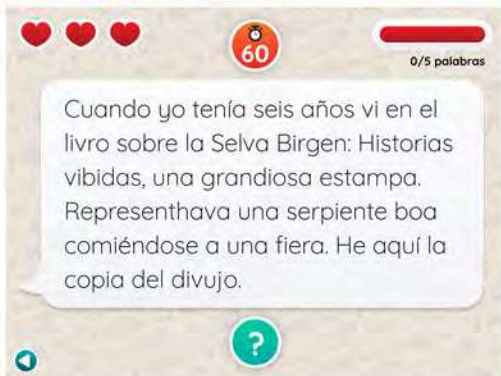 60
0/5 palabras
Cuando yo tenía seis años vi en el
livro sobre la Selva Birgen: Historias
vibidas, una grandiosa estampa.
Representhava una serpiente boa
comiéndose a una fiera. He aquí la
copia del divujo.
?